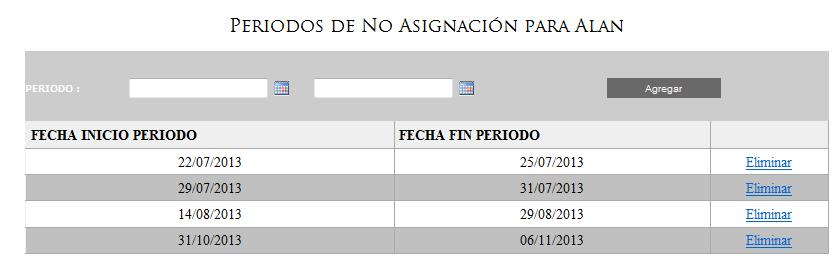 PERIODOS DE NO ASIGNACIÓN PARA ALAN
PERIODO :
Agregar
FECHA INICIO PERIODO FECHA FIN PERIODO
22/07/2013 25/07/2013 Eliminar
29/07/2013 31/07/2013 Eliminar
14/08/2013 29/08/2013 Eliminar
31/10/2013 06/11/2013 Eliminar